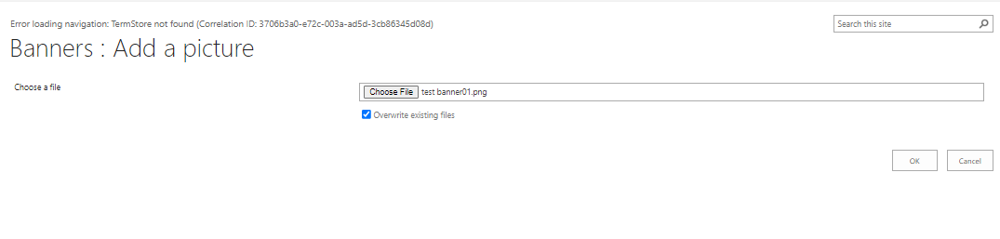 Error loading navigation: TermStore not found (Correlation ID: 3706b3a0-e72c-003a-ad5d-3cb86345d08d)
Search this site
Banners : Add a picture
Choose a file
Choose File test banner01.png
Overwrite existing files
OK Cancel